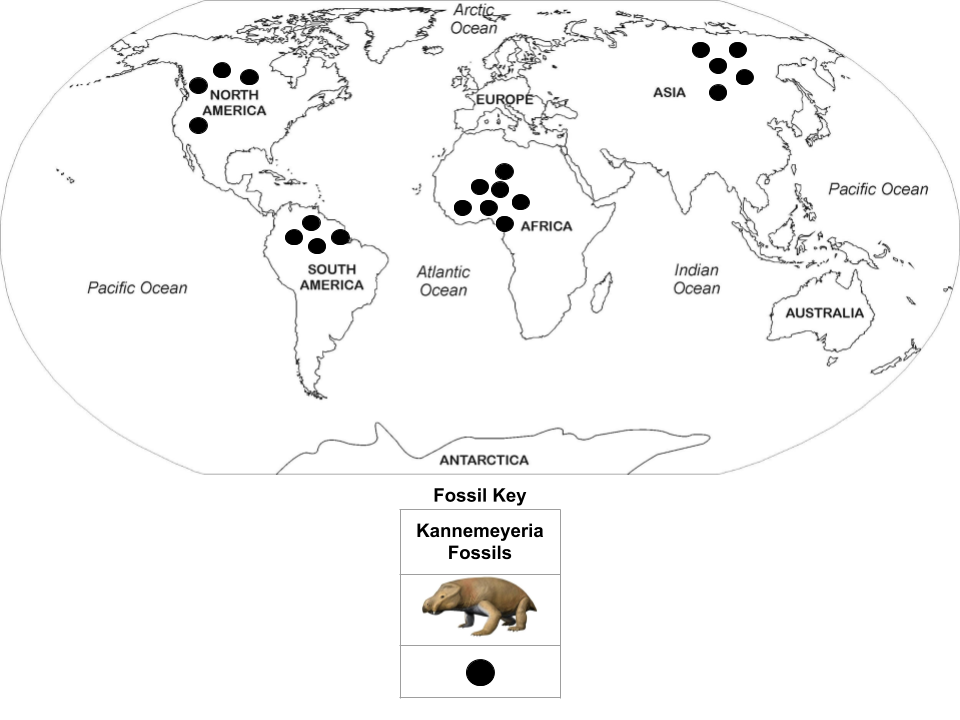 Arctic
Ocean
NORTH
AMERICA
EUROPE
ASIA
Pacific Ocean
AFRICA
SOUTH
AMERICA
Atlantic
Ocean
Indian
Ocean
Pacific Ocean
AUSTRALIA
ANTARCTICA
Fossil Key
Kannemeyeria
Fossils